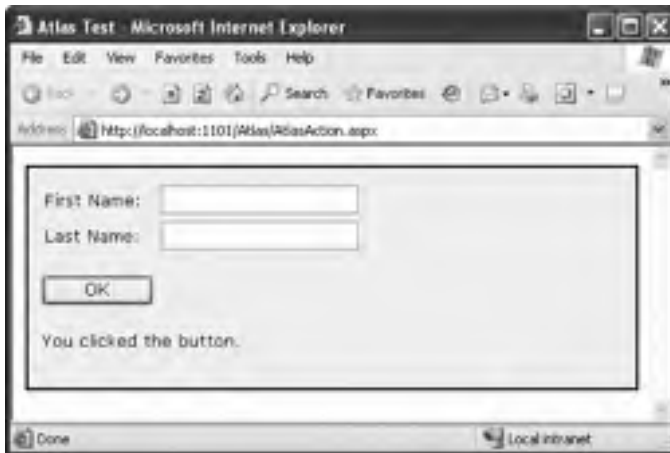 Atlas Test - Microsoft Internet Explorer
File Edit View Favorites Tools Help
Back Search Favorites
Address http://localhost:1101/Atlas/AtlasAction.aspx
First Name:
Last Name:
OK
You clicked the button.
Done Local intranet